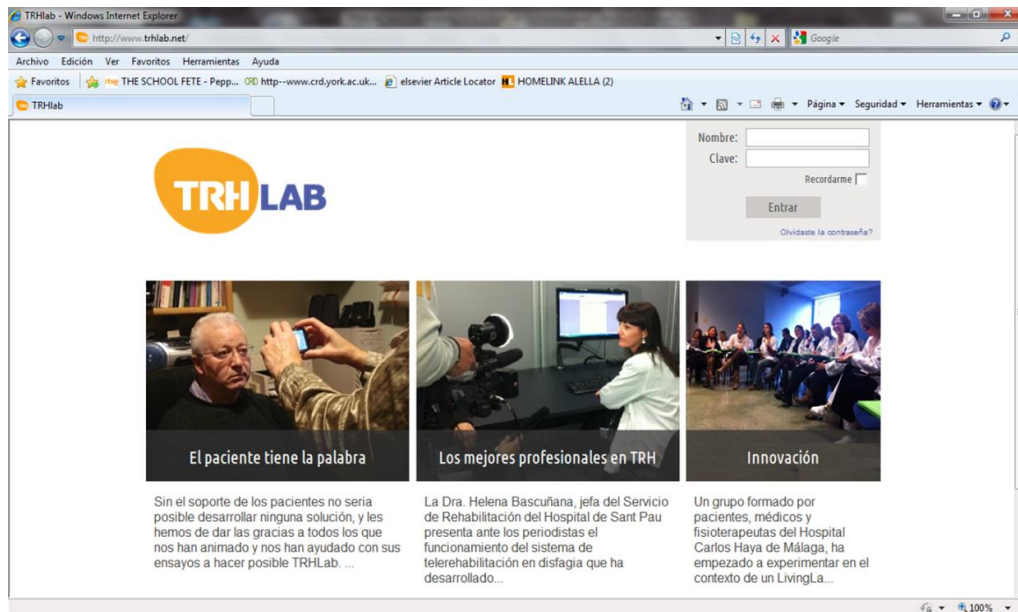 TRHlab - Windows Internet Explorer
http://www.trhlab.net/
Google
Archivo Edición Ver Favoritos Herramientas Ayuda
Favoritos THE SCHOOL FETE - Pepp... CRD http--www.crd.york.ac.uk... elsevier Article Locator HOMELINK ALELLA (2)
TRHlab
Página Seguridad Herramientas
Nombre:
Clave:
Recordarme
Entrar
Olvidaste la contraseña?
TRH LAB
El paciente tiene la palabra
Sin el soporte de los pacientes no seria
posible desarrollar ninguna solución, y les
hemos de dar las gracias a todos los que
nos han animado y nos han ayudado con sus
ensayos a hacer posible TRHLab. ...
Los mejores profesionales en TRH
La Dra. Helena Bascuñana, jefa del Servicio
de Rehabilitación del Hospital de Sant Pau
presenta ante los periodistas el
funcionamiento del sistema de
telerehabilitación en disfagia que ha
desarrollado...
Innovación
Un grupo formado por
pacientes, médicos y
fisioterapeutas del Hospital
Carlos Haya de Málaga, ha
empezado a experimentar en el
contexto de un LivingLa...
100%